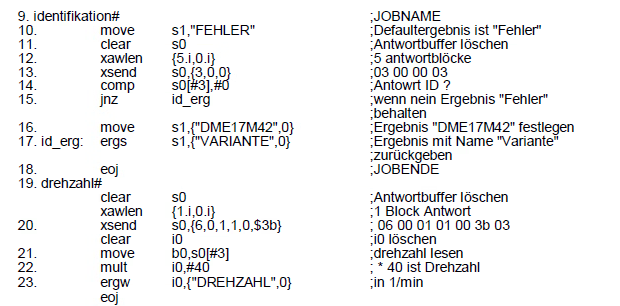 9. identifikation# ;JOBNAME
10. move s1,"FEHLER" ;Defaultergebnis ist "Fehler"
11. clear s0 ;Antwortbuffer löschen
12. xawlen {5.i,0.i} ;5 antwortblöcke
13. xsend s0,{3,0,0} ;03 00 00 03
14. comp s0[#3],#0 ;Antowrt ID ?
15. jnz id_erg ;wenn nein Ergebnis "Fehler"
;behalten
16. move s1,{"DME17M42",0} ;Ergebnis "DME17M42" festlegen
17. id_erg: ergs s1,{"VARIANTE",0} ;Ergebnis mit Name "Variante"
;zurückgeben
18. eoj ;JOBENDE
19. drehzahl#
clear s0 ;Antwortbuffer löschen
xawlen {1.i,0.i} ;1 Block Antwort
20. xsend s0,{6,0,1,1,0,$3b} ; 06 00 01 01 00 3b 03
clear i0 ;i0 löschen
21. move b0,s0[#3] ;drehzahl lesen
22. mult i0,#40 ; * 40 ist Drehzahl
23. ergw i0,{"DREHZAHL",0} ;in 1/min
eoj